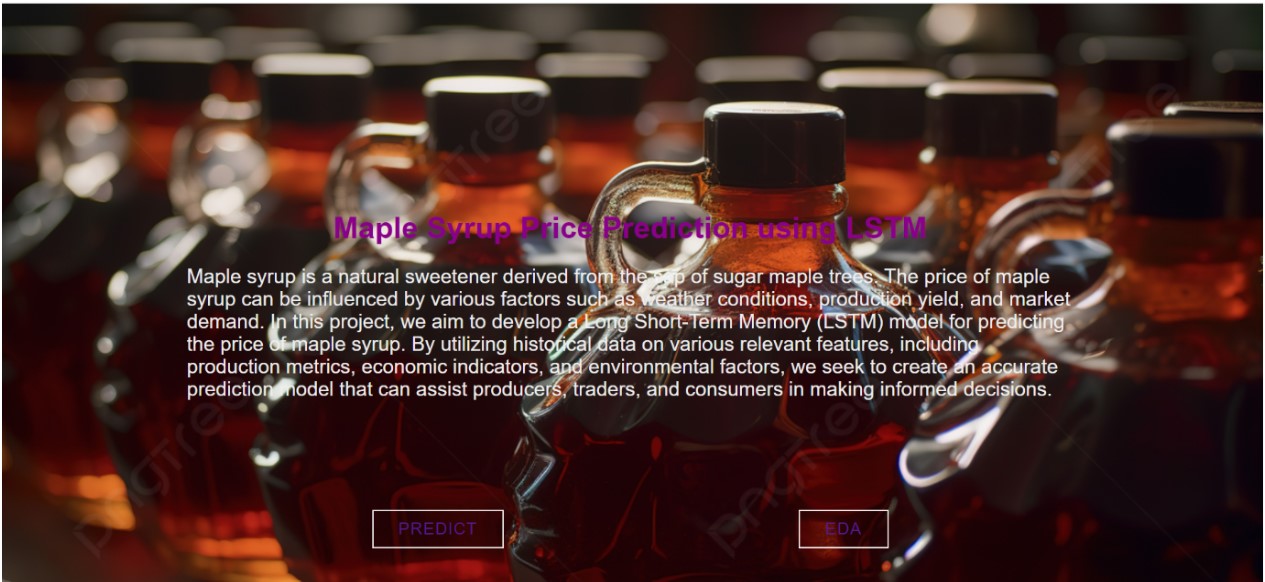 Maple Syrup Price Prediction using LSTM
Maple syrup is a natural sweetener derived from the sap of sugar maple trees. The price of maple
syrup can be influenced by various factors such as weather conditions, production yield, and market
demand. In this project, we aim to develop a Long Short-Term Memory (LSTM) model for predicting
the price of maple syrup. By utilizing historical data on various relevant features, including
production metrics, economic indicators, and environmental factors, we seek to create an accurate
prediction model that can assist producers, traders, and consumers in making informed decisions.
PREDICT
EDA
pngtree
pngtree
pngtree
pngtree